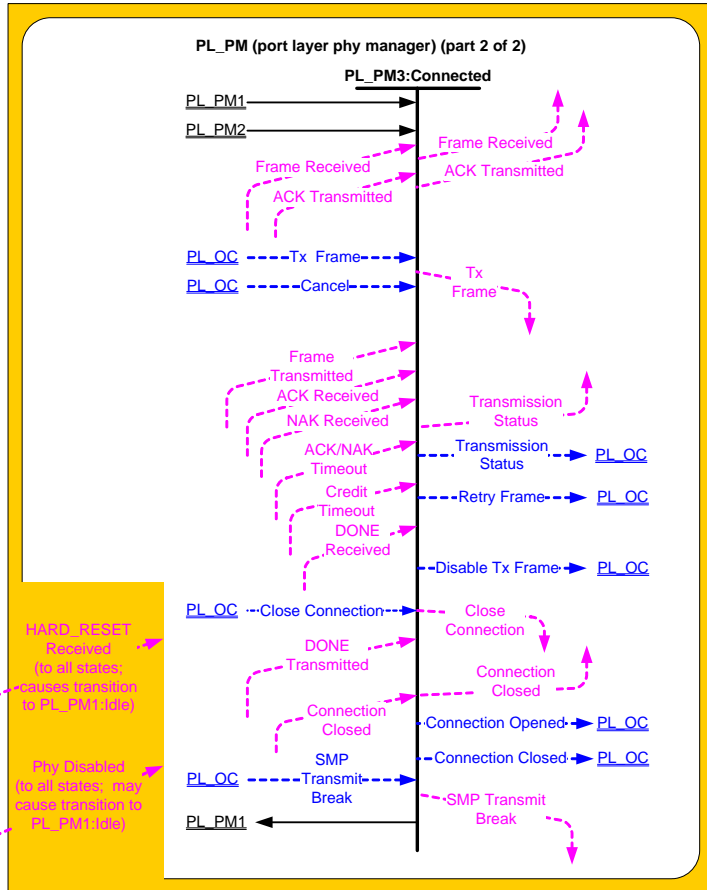 PL_PM (port layer phy manager) (part 2 of 2)
PL_PM3:Connected
PL_PM1
PL_PM2
Frame Received
ACK Transmitted
Frame Received
ACK Transmitted
PL_OC
Tx Frame
PL_OC
Cancel
Tx
Frame
Frame
Transmitted
ACK Received
NAK Received
ACK/NAK
Timeout
Credit
Timeout
DONE
Received
Transmission
Status
Transmission
Status
PL_OC
Retry Frame
PL_OC
Disable Tx Frame
PL_OC
PL_OC
Close Connection
Close
Connection
HARD_RESET
Received
(to all states;
causes transition
to PL_PM1:Idle)
DONE
Transmitted
Connection
Closed
Connection
Closed
Connection Opened
PL_OC
Connection Closed
PL_OC
Phy Disabled
(to all states; may
cause transition to
PL_PM1:Idle)
PL_OC
SMP
Transmit
Break
SMP Transmit
Break
PL_PM1